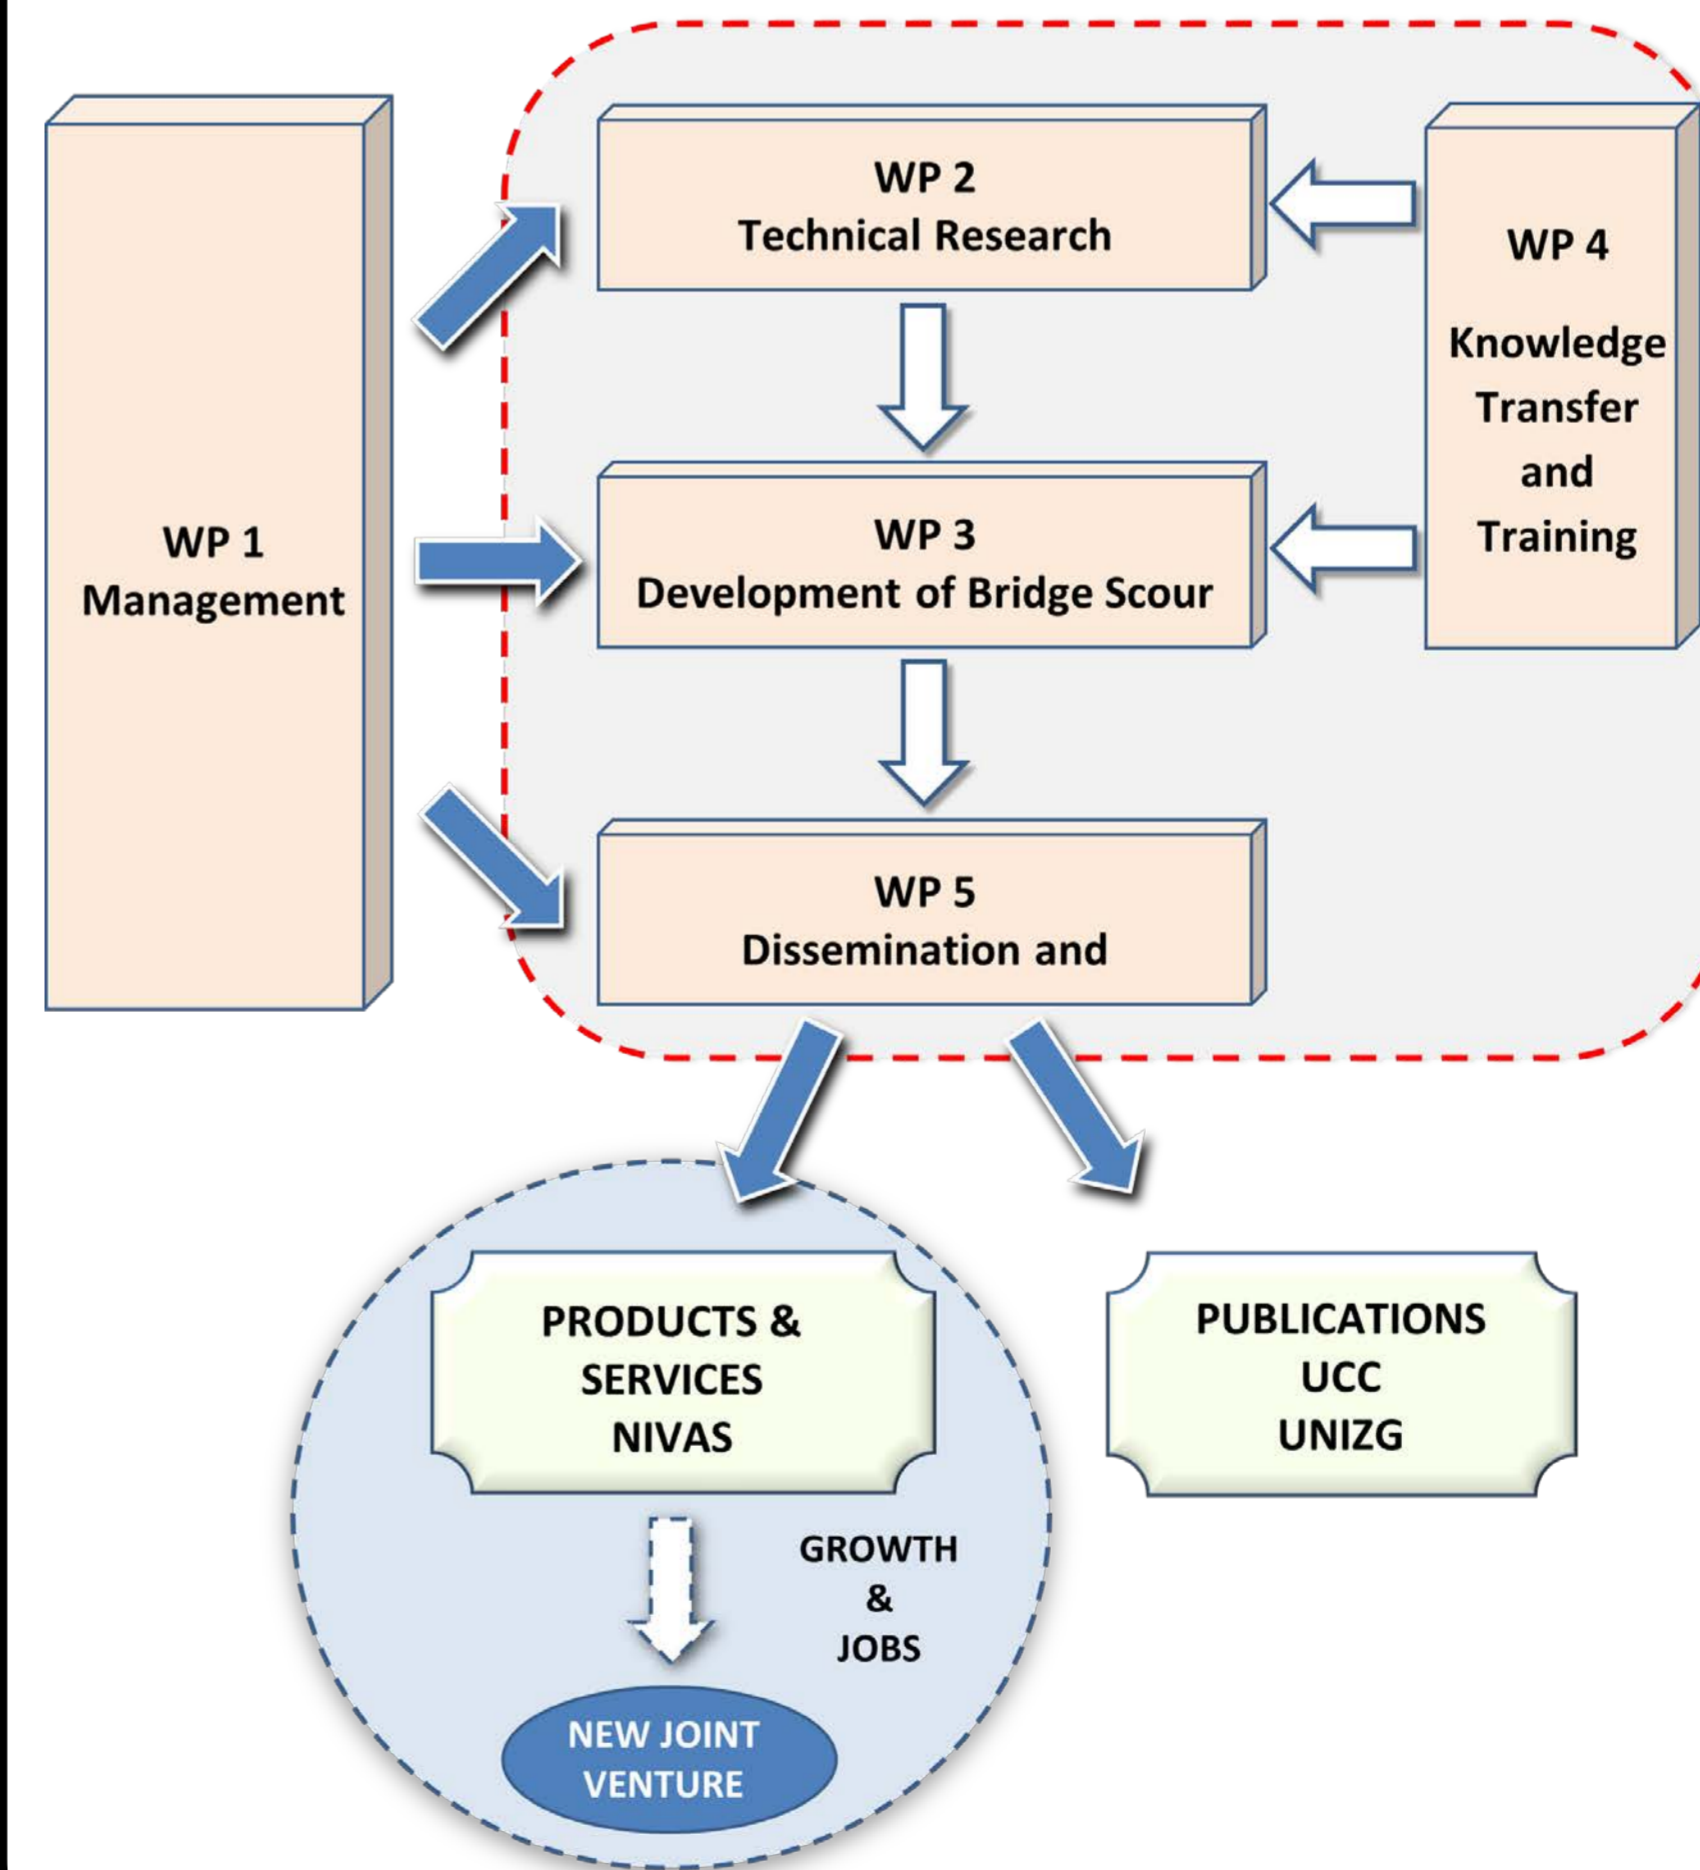 WP 1
Management
WP 2
Technical Research
WP 3
Development of Bridge Scour
WP 4
Knowledge
Transfer
and
Training
WP 5
Dissemination and
PRODUCTS &
SERVICES
NIVAS
PUBLICATIONS
UCC
UNIZG
GROWTH
&
JOBS
NEW JOINT
VENTURE